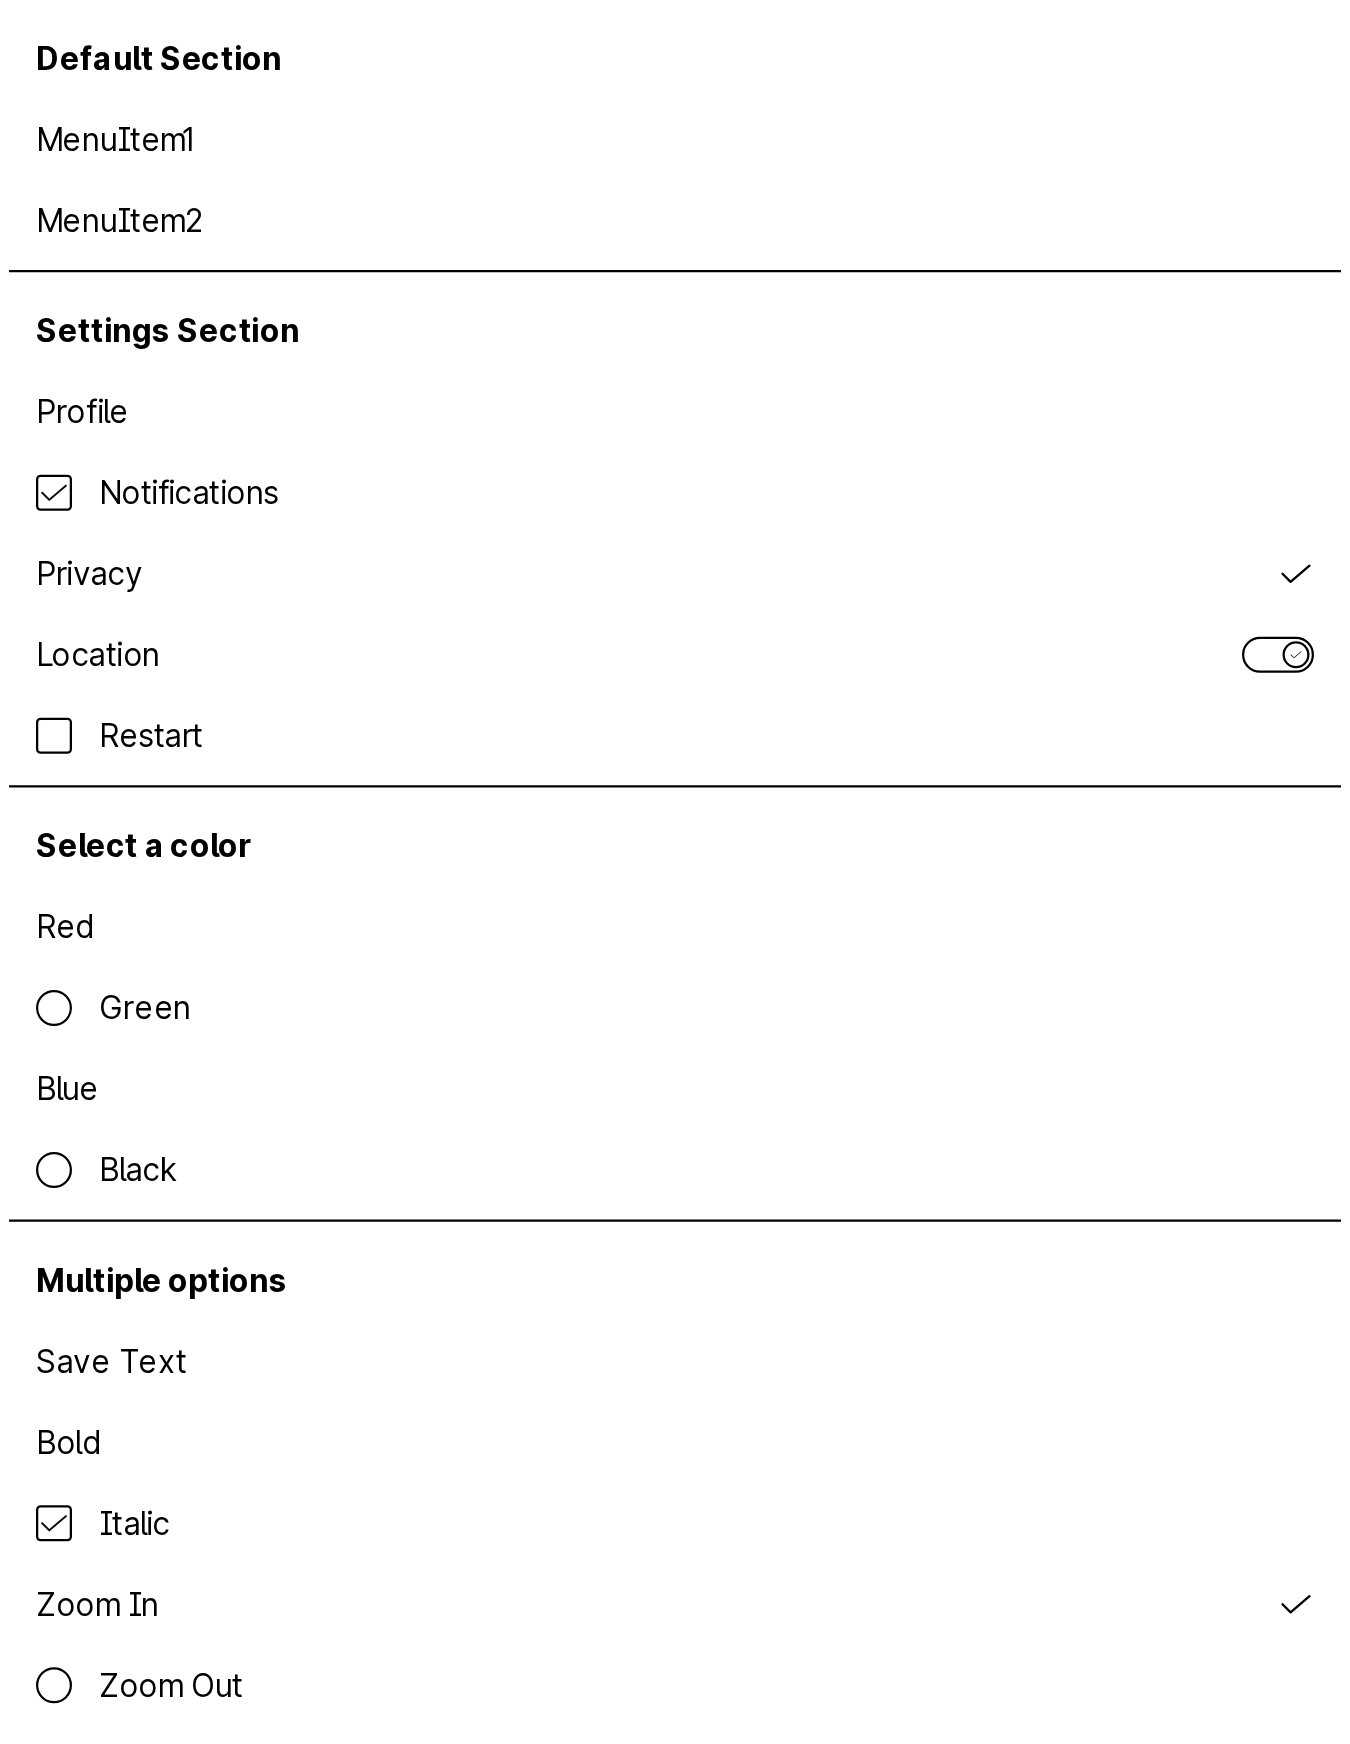 Default Section
MenuItem1
MenuItem2
Settings Section
Profile
Notifications
Privacy
Location
Restart
Select a color
Red
Green
Blue
Black
Multiple options
Save Text
Bold
Italic
Zoom In
Zoom Out